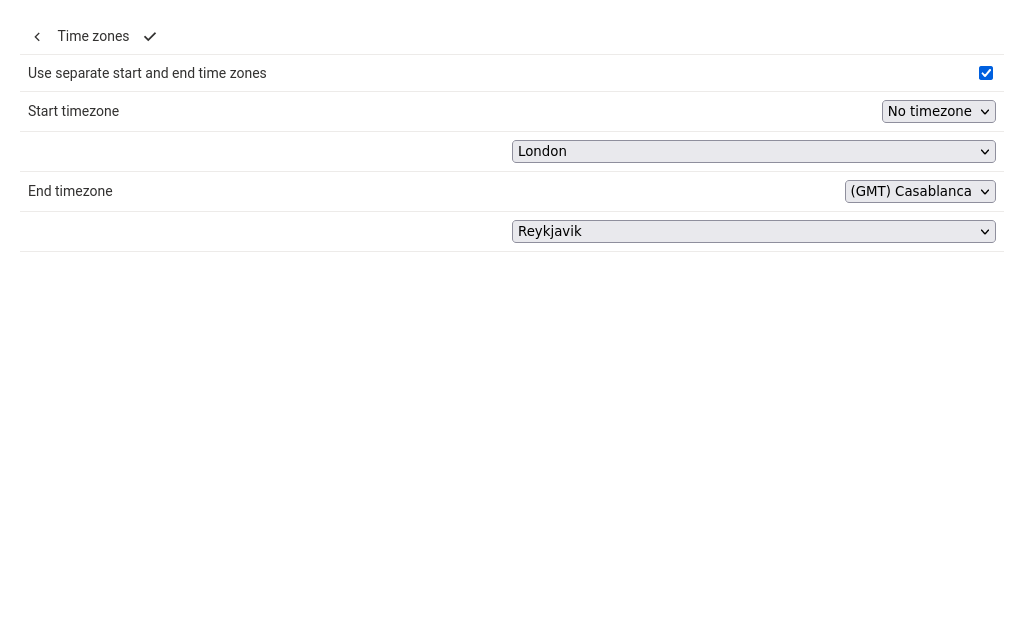 Time zones
Use separate start and end time zones
Start timezone
No timezone
London
End timezone
(GMT) Casablanca
Reykjavik